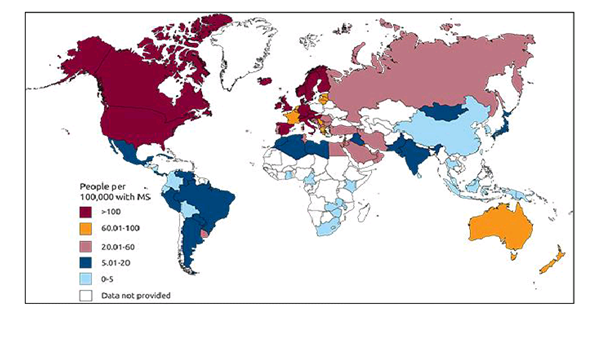 People per
100,000 with MS
>100
60.01-100
20.01-60
5.01-20
0-5
Data not provided